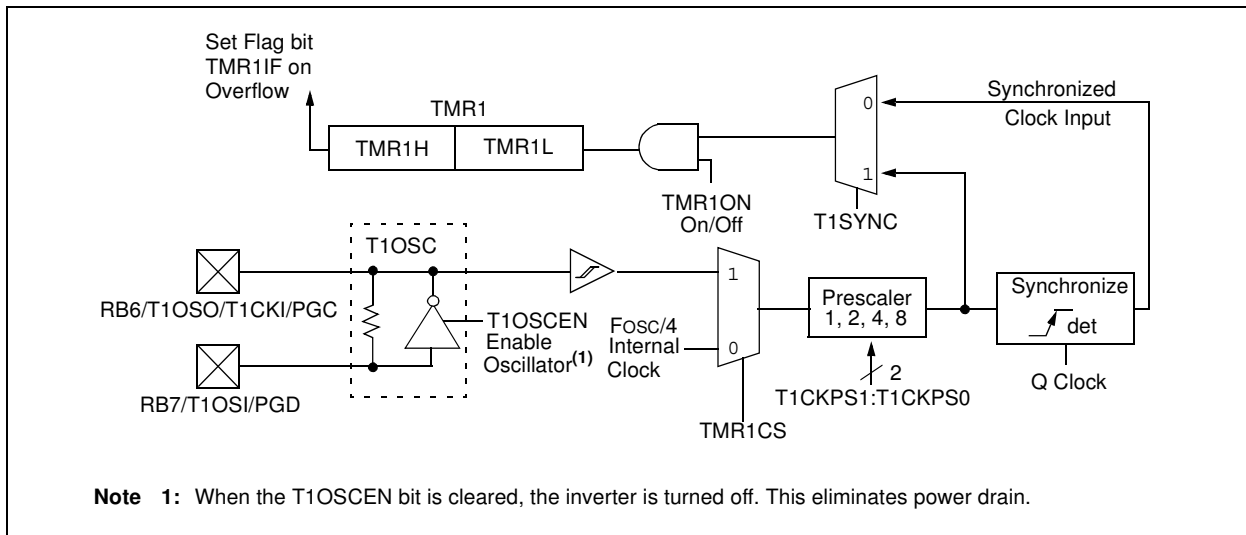 Set Flag bit
TMR1IF on
Overflow
TMR1
TMR1H
TMR1L
TMR1ON
On/Off
0
1
T1SYNC
Synchronized
Clock Input
T1OSC
RB6/T1OSO/T1CKI/PGC
RB7/T1OSI/PGD
T1OSCEN
Enable
Oscillator(1)
FOSC/4
Internal
Clock
1
0
TMR1CS
Prescaler
1, 2, 4, 8
2
T1CKPS1:T1CKPS0
Synchronize
det
Q Clock
Note 1: When the T1OSCEN bit is cleared, the inverter is turned off. This eliminates power drain.